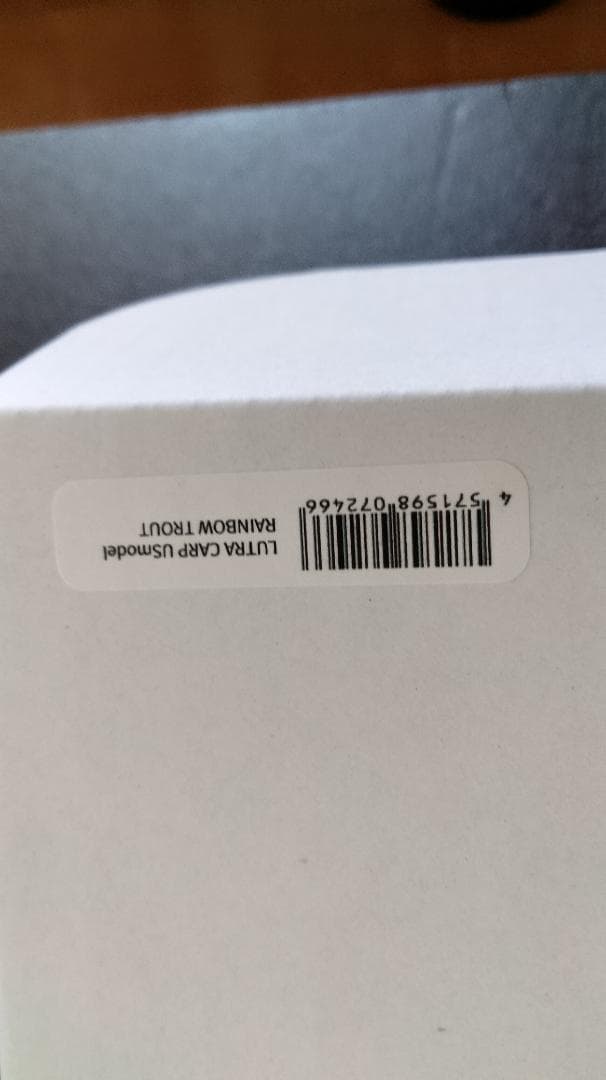 4 571598 072466
LUTRA CARP USmodel
RAINBOW TROUT